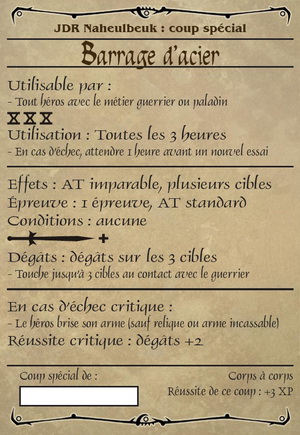 JDR Naheulbeuk : coup spécial
Barrage d'acier
Utilisable par :
- Tout héros avec le métier guerrier ou paladin
Utilisation : Toutes les 3 heures
- En cas d'échec, attendre 1 heure avant un nouvel essai
Effets : AT imparable, plusieurs cibles
Épreuve : 1 épreuve, AT standard
Conditions : aucune
+
Dégâts : dégâts sur les 3 cibles
- Touche jusqu'à 3 cibles au contact avec le guerrier
En cas d'échec critique :
- Le héros brise son arme (sauf relique ou arme incassable)
Réussite critique : dégâts +2
Coup spécial de :
Corps à corps
Réussite de ce coup : +3 XP